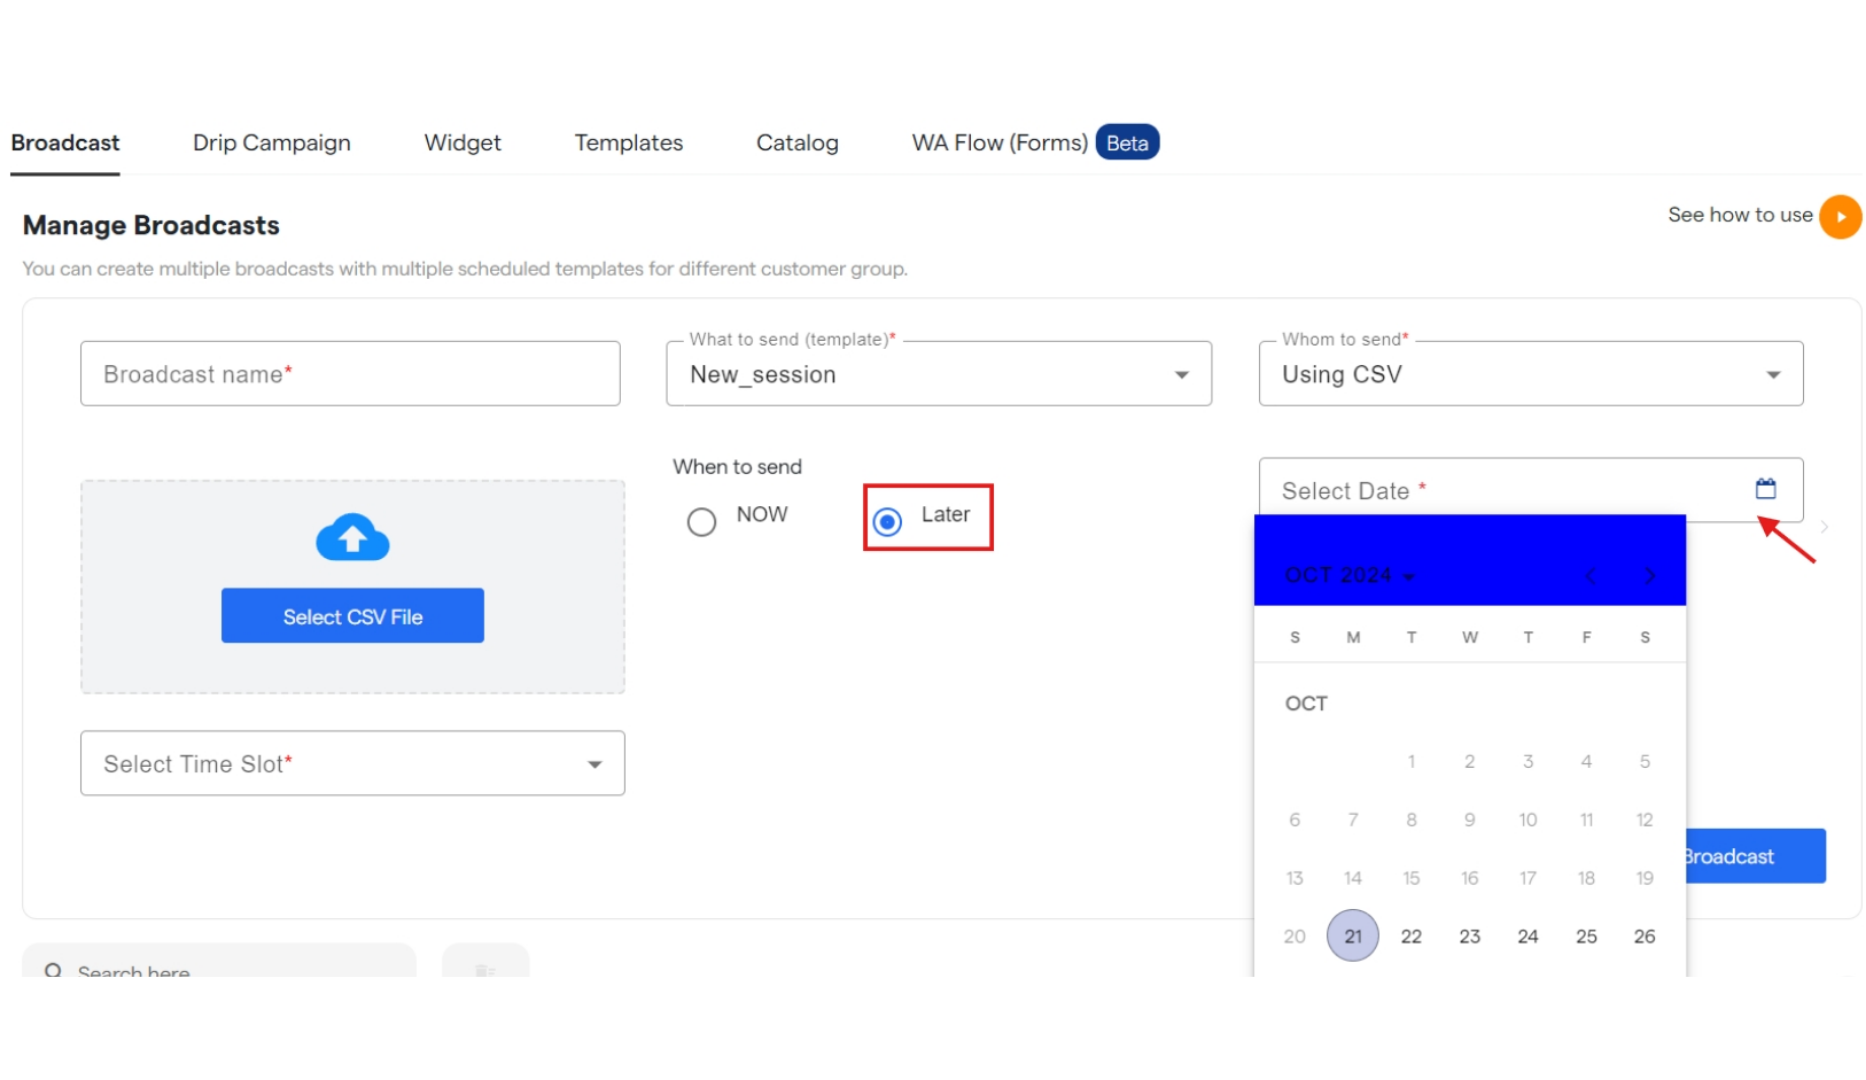 Broadcast Drip Campaign Widget Templates Catalog WA Flow (Forms) Beta
Manage Broadcasts
See how to use
You can create multiple broadcasts with multiple scheduled templates for different customer group.
Broadcast name*
What to send (template)*
New_session
Whom to send*
Using CSV
When to send
NOW
Later
Select Date *
Select CSV File
OCT 2024
S M T W T F S
OCT
1 2 3 4 5
6 7 8 9 10 11 12
13 14 15 16 17 18 19
20 21 22 23 24 25 26
Select Time Slot*
Broadcast
Search here